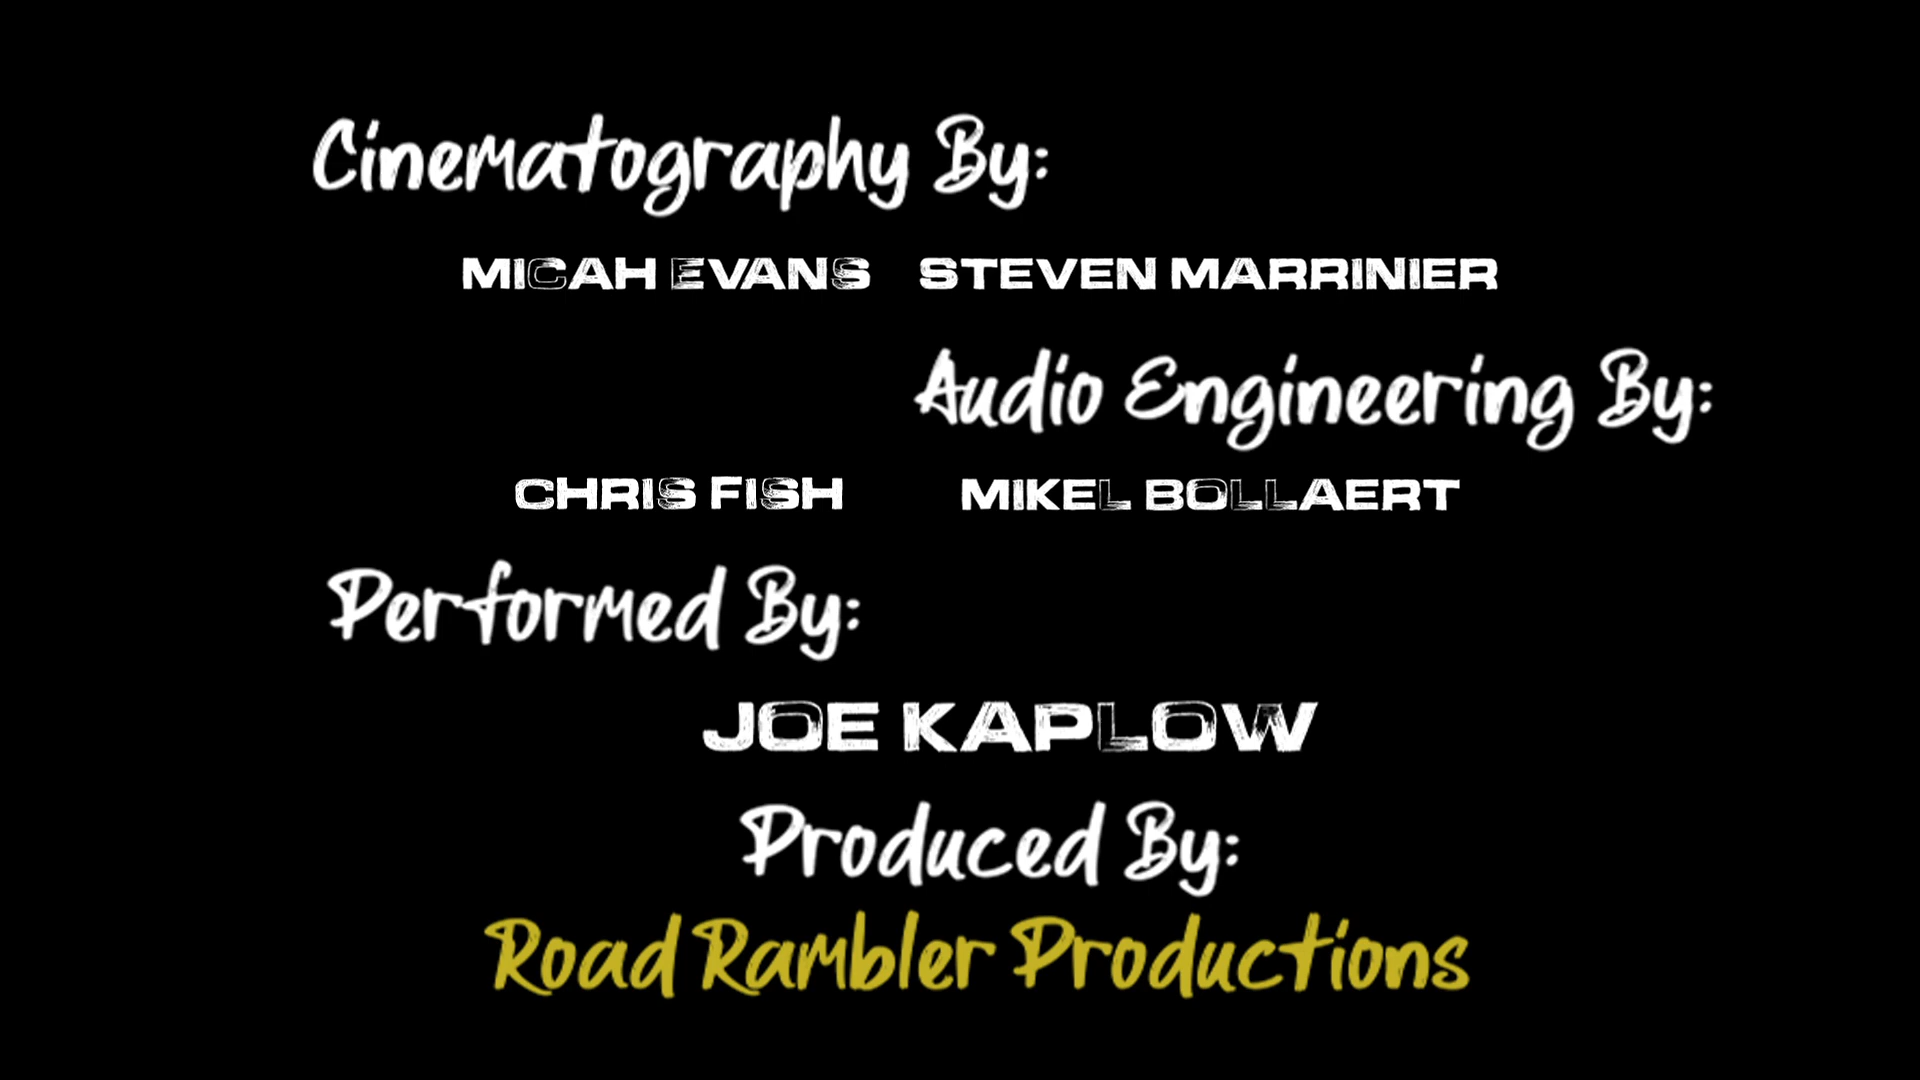 Cinematography By:
MICAH EVANS STEVEN MARRINIER
Audio Engineering By:
CHRIS FISH MIKEL BOLLAERT
Performed By:
JOE KAPLOW
Produced By:
Road Rambler Productions